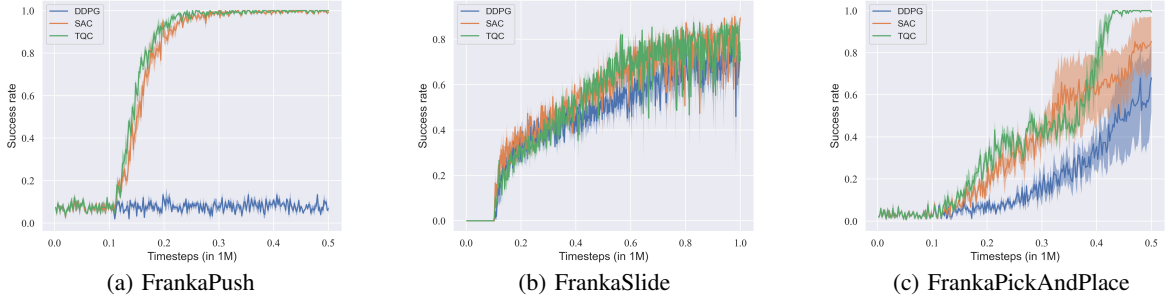 DDPG
SAC
TQC
Success rate
1.0
0.8
0.6
0.4
0.2
0.0
0.0 0.1 0.2 0.3 0.4 0.5
Timesteps (in 1M)
(a) FrankaPush
DDPG
SAC
TQC
Success rate
0.8
0.6
0.4
0.2
0.0
0.0 0.2 0.4 0.6 0.8 1.0
Timesteps (in 1M)
(b) FrankaSlide
DDPG
SAC
TQC
Success rate
1.0
0.8
0.6
0.4
0.2
0.0
0.0 0.1 0.2 0.3 0.4 0.5
Timesteps (in 1M)
(c) FrankaPickAndPlace